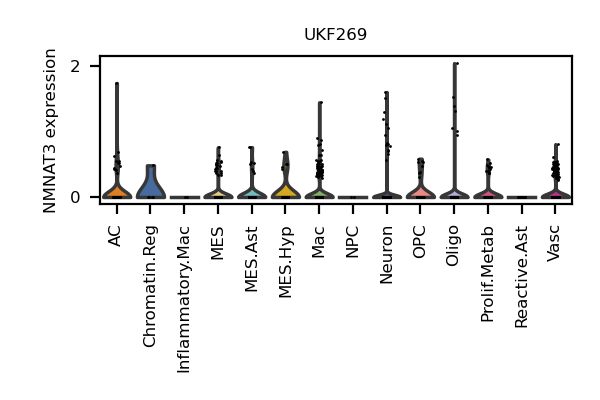 UKF269
NMNAT3 expression
2
0
AC
Chromatin.Reg
Inflammatory.Mac
MES
MES.Ast
MES.Hyp
Mac
NPC
Neuron
OPC
Oligo
Prolif.Metab
Reactive.Ast
Vasc